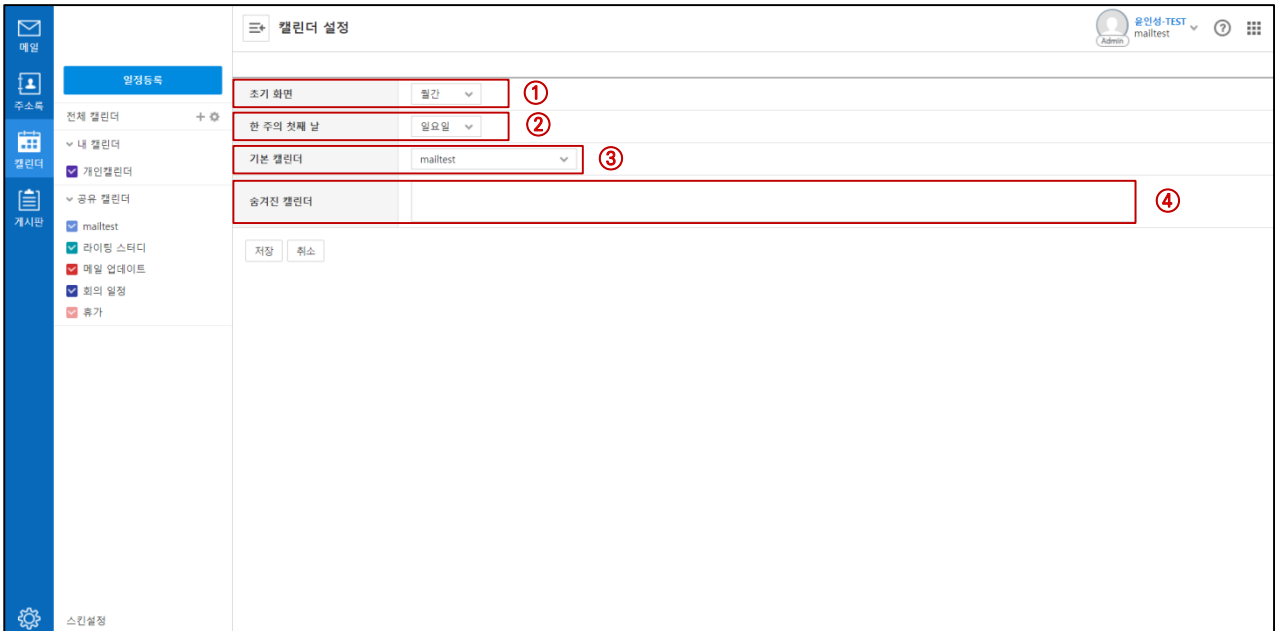 메일
주소록
캘린더
게시판
일정등록
전체 캘린더
내 캘린더
개인캘린더
공유 캘린더
mailtest
라이팅 스터디
메일 업데이트
회의 일정
휴가
스킨설정
캘린더 설정
Admin
윤인성-TEST
mailtest
초기 화면 월간 ①
한 주의 첫째 날 일요일 ②
기본 캘린더 mailtest ③
숨겨진 캘린더 ④
저장 취소